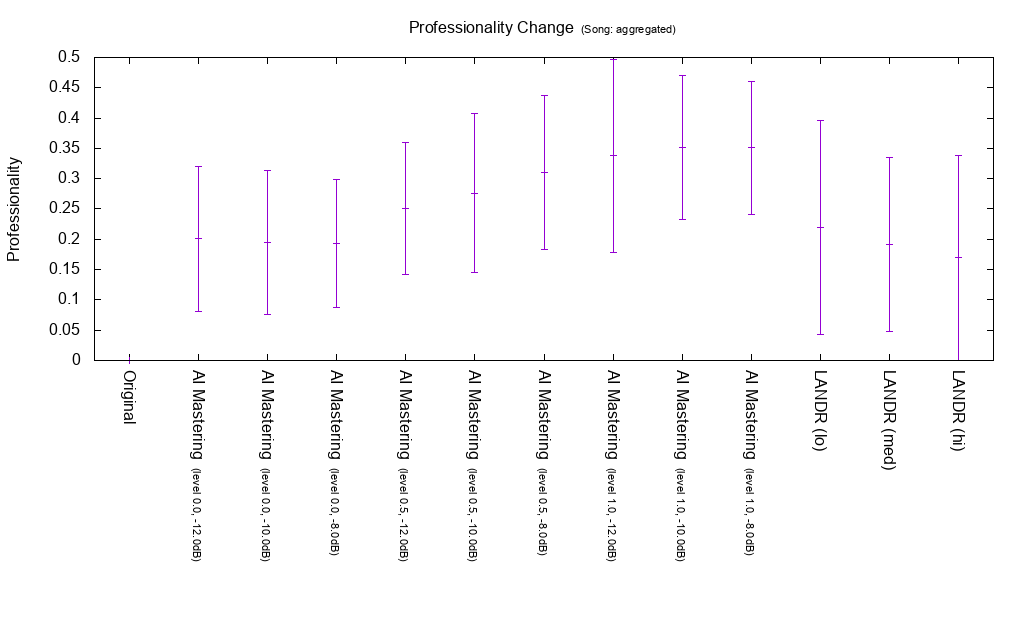 Professionality Change (Song: aggregated)
0.5
0.45
0.4
0.35
0.3
0.25
0.2
0.15
0.1
0.05
0
Professionality
Original
AI Mastering (level 0.0, -12.0dB)
AI Mastering (level 0.0, -10.0dB)
AI Mastering (level 0.0, -8.0dB)
AI Mastering (level 0.5, -12.0dB)
AI Mastering (level 0.5, -10.0dB)
AI Mastering (level 0.5, -8.0dB)
AI Mastering (level 1.0, -12.0dB)
AI Mastering (level 1.0, -10.0dB)
AI Mastering (level 1.0, -8.0dB)
LANDR (lo)
LANDR (med)
LANDR (hi)